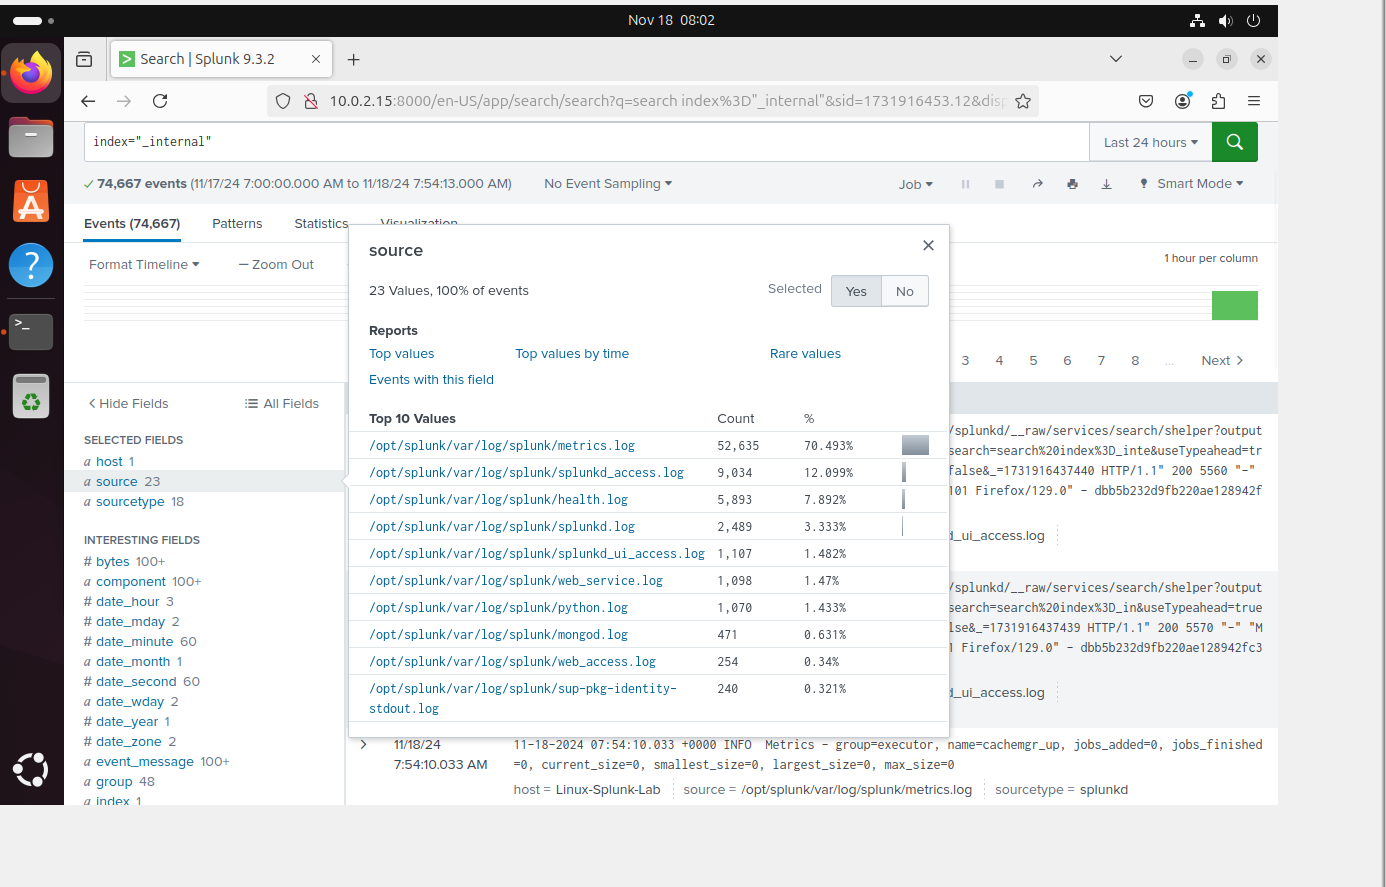 Nov 18 08:02
Search | Splunk 9.3.2
10.0.2.15:8000/en-US/app/search/search?q=search index%3D"_internal"&sid=1731916453.12&disp
index="_internal"
Last 24 hours
74,667 events (11/17/24 7:00:00.000 AM to 11/18/24 7:54:13.000 AM)
No Event Sampling
Job
Smart Mode
Events (74,667)
Patterns
Statistics
Visualization
Format Timeline
— Zoom Out
1 hour per column
source
23 Values, 100% of events
Selected
Yes
No
Reports
Top values
Top values by time
Rare values
Events with this field
Top 10 Values Count %
/opt/splunk/var/log/splunk/metrics.log 52,635 70.493%
/opt/splunk/var/log/splunk/splunkd_access.log 9,034 12.099%
/opt/splunk/var/log/splunk/health.log 5,893 7.892%
/opt/splunk/var/log/splunk/splunkd.log 2,489 3.333%
/opt/splunk/var/log/splunk/splunkd_ui_access.log 1,107 1.482%
/opt/splunk/var/log/splunk/web_service.log 1,098 1.47%
/opt/splunk/var/log/splunk/python.log 1,070 1.433%
/opt/splunk/var/log/splunk/mongod.log 471 0.631%
/opt/splunk/var/log/splunk/web_access.log 254 0.34%
/opt/splunk/var/log/splunk/sup-pkg-identity- 240 0.321%
stdout.log
3 4 5 6 7 8 ... Next >
< Hide Fields
All Fields
SELECTED FIELDS
a host 1
a source 23
a sourcetype 18
INTERESTING FIELDS
# bytes 100+
a component 100+
# date_hour 3
# date_mday 2
# date_minute 60
a date_month 1
# date_second 60
a date_wday 2
# date_year 1
# date_zone 2
a event_message 100+
a group 48
a index 1
/splunkd/__raw/services/search/shelper?output
search=search%20index%3D_inte&useTypeahead=tr
false&_=1731916437440 HTTP/1.1" 200 5560 "-"
101 Firefox/129.0" - dbb5b232d9fb220ae128942f
d_ui_access.log
/splunkd/__raw/services/search/shelper?output
search=search%20index%3D_in&useTypeahead=true
lse&_=1731916437439 HTTP/1.1" 200 5570 "-" "M
1 Firefox/129.0" - dbb5b232d9fb220ae128942fc3
d_ui_access.log
11/18/24
7:54:10.033 AM
11-18-2024 07:54:10.033 +0000 INFO Metrics - group=executor, name=cachemgr_up, jobs_added=0, jobs_finished
=0, current_size=0, smallest_size=0, largest_size=0, max_size=0
host = Linux-Splunk-Lab
source = /opt/splunk/var/log/splunk/metrics.log
sourcetype = splunkd